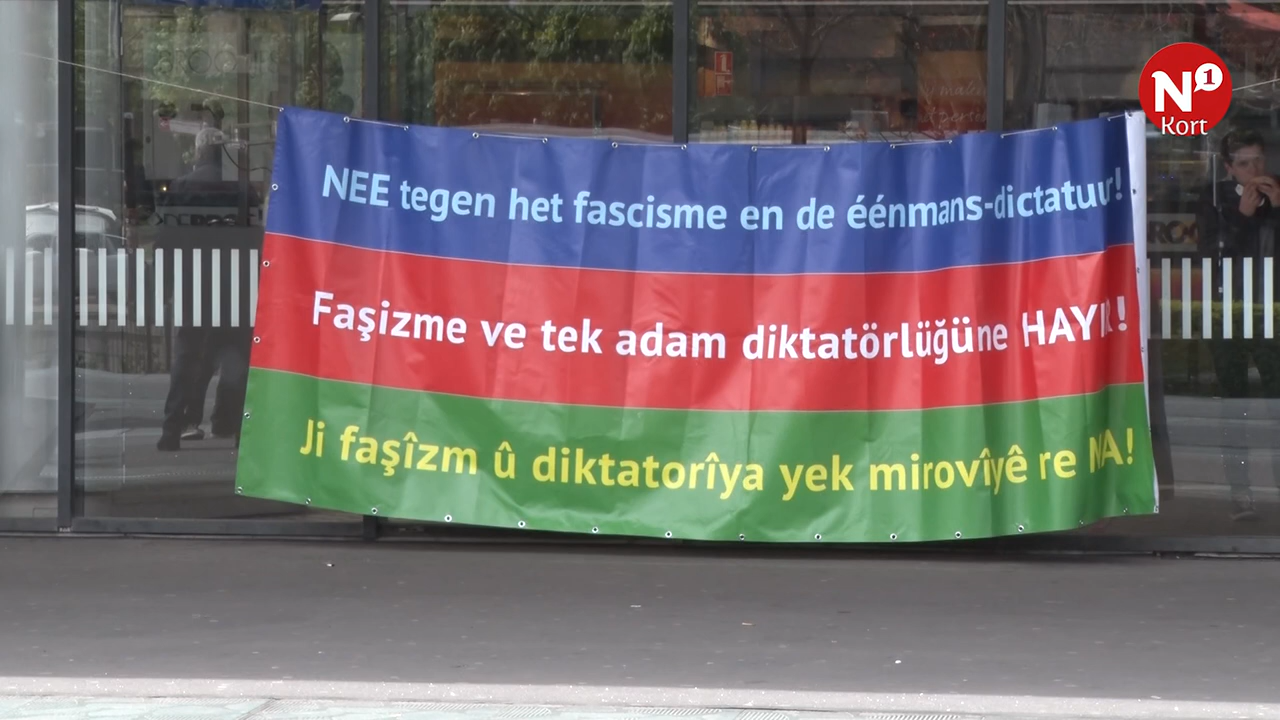 N1
Kort
NEE tegen het fascisme en de éénmans-dictatuur!
Faşizme ve tek adam diktatörlüğüne HAYIR!
Ji faşîzm û diktatorîya yek mirovîyê re NA!